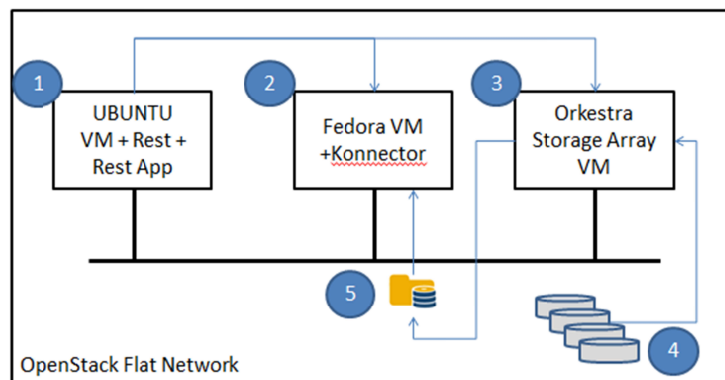 1
UBUNTU
VM + Rest +
Rest App
2
Fedora VM
+Konnector
3
Orkestra
Storage Array
VM
5
4
OpenStack Flat Network